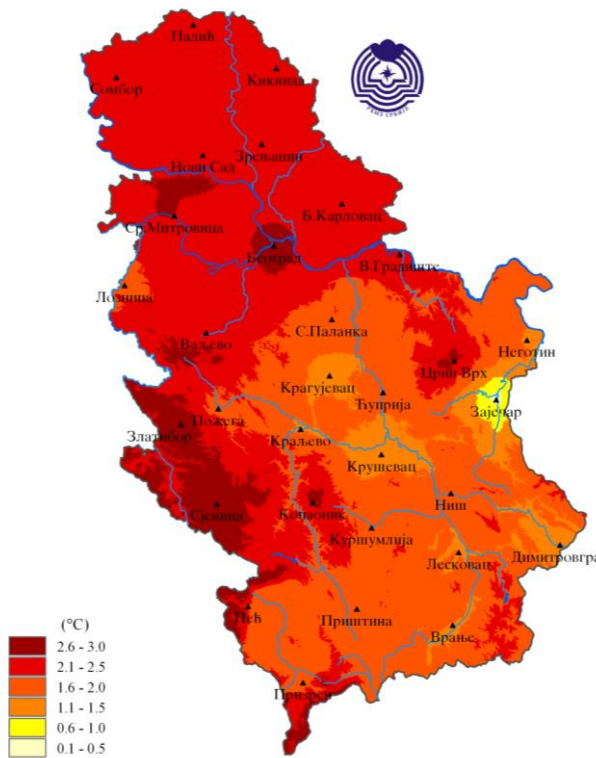 Палић
Кикинда
Сомбор
Зрењанин
Нови Сад
Б.Карловац
Ср.Митровица
Београд
В.Градиште
Лозница
С.Паланка
Ваљево
Неготин
Црни Врх
Крагујевац
Ћуприја
Зајечар
Пожега
Златибор
Краљево
Крушевац
Ниш
Сјеница
Копаоник
Куршумлија
Димитровгра
Лесковац
Пећ
Приштина
Врање
Призрен
(°C)
2.6 - 3.0
2.1 - 2.5
1.6 - 2.0
1.1 - 1.5
0.6 - 1.0
0.1 - 0.5